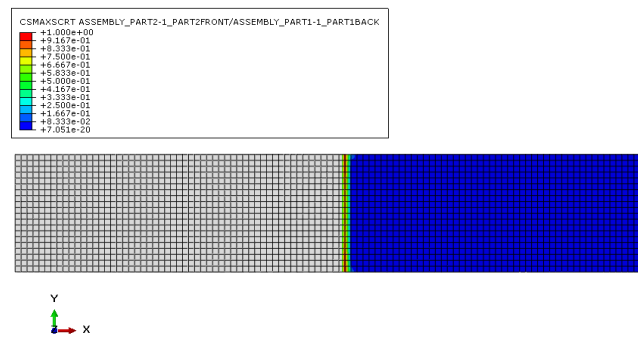 CSMAXSCRT ASSEMBLY_PART2-1_PART2FRONT/ASSEMBLY_PART1-1_PART1BACK
+1.000e+00
+9.167e-01
+8.333e-01
+7.500e-01
+6.667e-01
+5.833e-01
+5.000e-01
+4.167e-01
+3.333e-01
+2.500e-01
+1.667e-01
+8.333e-02
+7.051e-20
Y
X